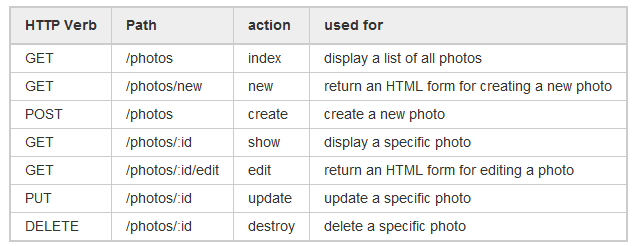 HTTP Verb Path action used for
GET /photos index display a list of all photos
GET /photos/new new return an HTML form for creating a new photo
POST /photos create create a new photo
GET /photos/:id show display a specific photo
GET /photos/:id/edit edit return an HTML form for editing a photo
PUT /photos/:id update update a specific photo
DELETE /photos/:id destroy delete a specific photo